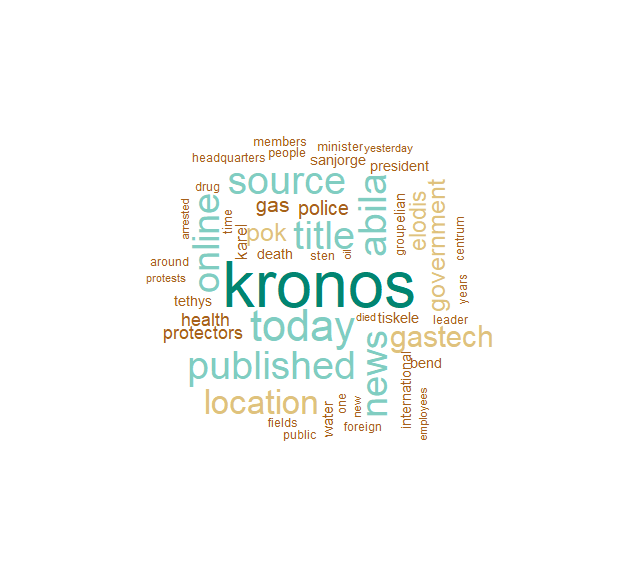 members
people
minister
yesterday
headquarters
sanjorge
president
source
drug
gas
police
abila
online
arrested
time
karel
pok
title
group
elian
elodis
government
centrum
death
sten
oil
around
protests
kronos
years
tethys
health
protectors
today
died
tiskele
leader
news
gastech
published
bend
international
location
employees
water
one
new
fields
public
foreign